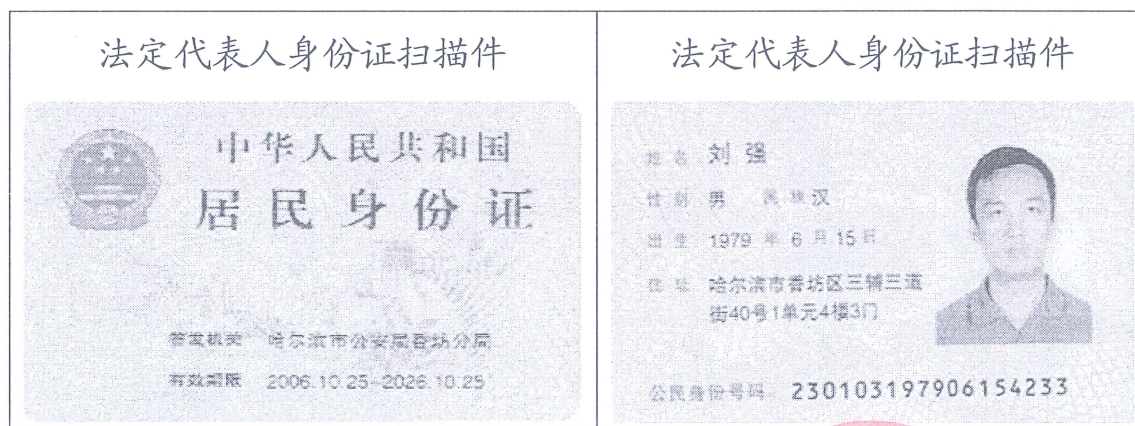 法定代表人身份证扫描件
中华人民共和国
居民身份证
签发机关 哈尔滨市公安局香坊分局
有效期限 2006.10.25-2026.10.25
法定代表人身份证扫描件
姓名 刘强
性别 男 民族 汉
出生 1979 年 6 月 15 日
住址 哈尔滨市香坊区三辅三道
街40号1单元4楼3门
公民身份号码 230103197906154233